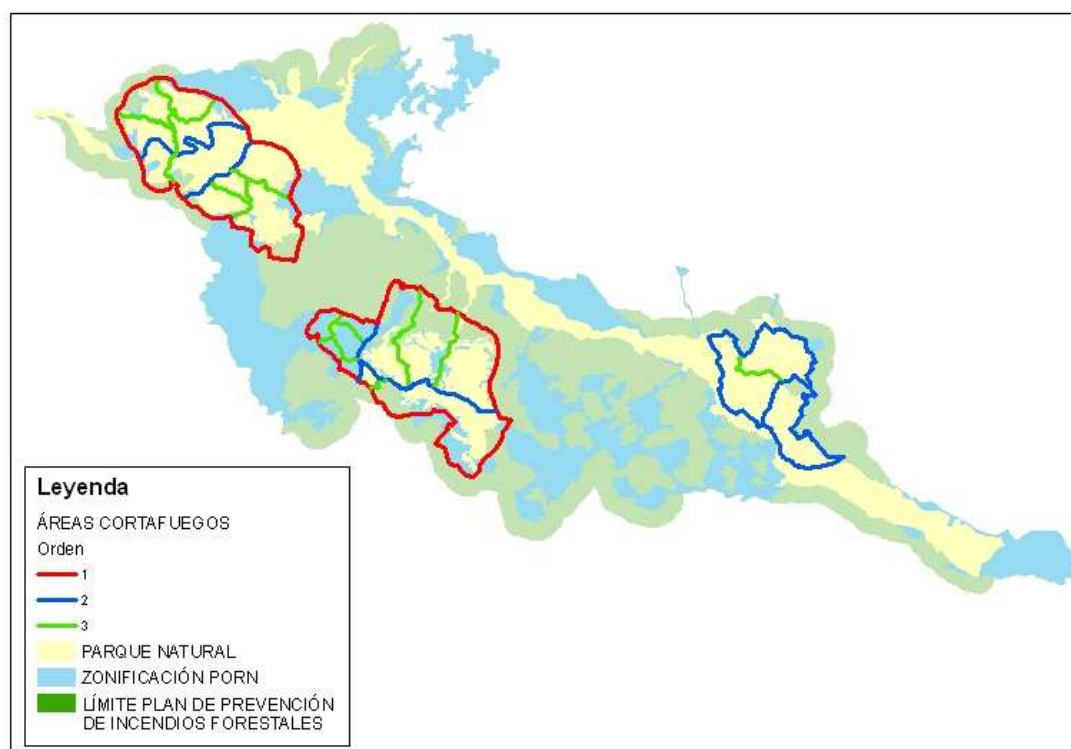 Leyenda
ÁREAS CORTAFUEGOS
Orden
1
2
3
PARQUE NATURAL
ZONIFICACIÓN PORN
LÍMITE PLAN DE PREVENCIÓN
DE INCENDIOS FORESTALES